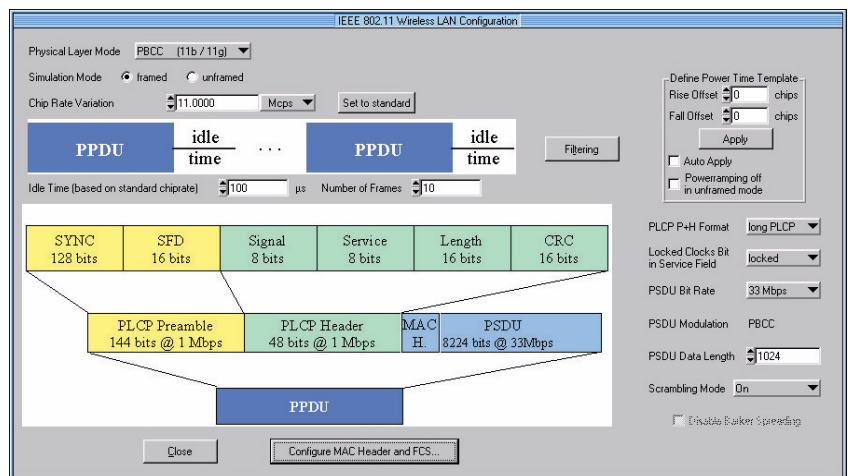 IEEE 802.11 Wireless LAN Configuration
Physical Layer Mode PBCC (11b / 11g)
Simulation Mode framed unframed
Chip Rate Variation 11.0000 Mcps Set to standard
PPDU idle time . . . PPDU idle time
Filtering
Idle Time (based on standard chiprate) 100 µs Number of Frames 10
SYNC 128 bits
SFD 16 bits
Signal 8 bits
Service 8 bits
Length 16 bits
CRC 16 bits
PLCP Preamble
144 bits @ 1 Mbps
PLCP Header
48 bits @ 1 Mbps
MAC
H.
PSDU
8224 bits @ 33Mbps
PPDU
Close
Configure MAC Header and FCS...
Define Power Time Template
Rise Offset 0 chips
Fall Offset 0 chips
Apply
Auto Apply
Powerramping off
in unframed mode
PLCP P+H Format long PLCP
Locked Clocks Bit
in Service Field locked
PSDU Bit Rate 33 Mbps
PSDU Modulation PBCC
PSDU Data Length 1024
Scrambling Mode On
Disable Barker Spreading